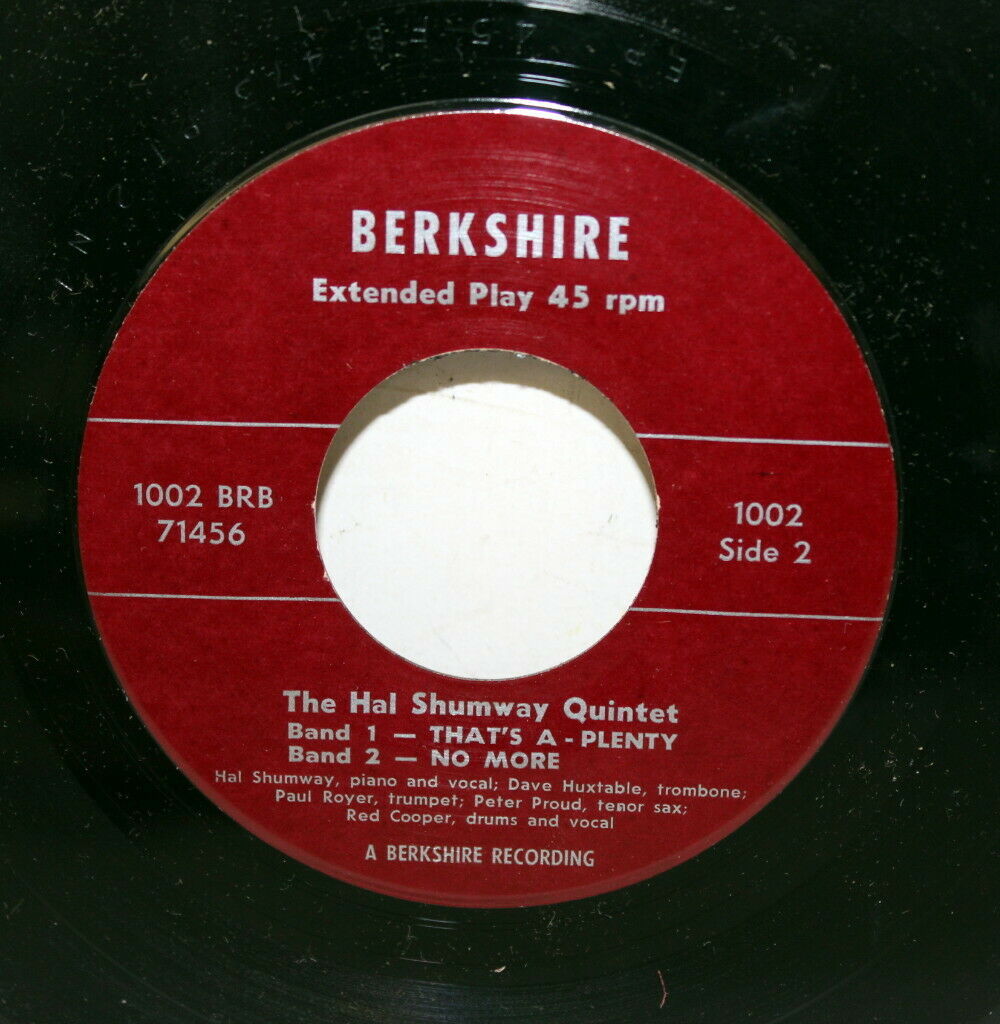 BERKSHIRE
Extended Play 45 rpm
1002 BRB
71456
1002
Side 2
The Hal Shumway Quintet
Band 1 — THAT'S A - PLENTY
Band 2 — NO MORE
Hal Shumway, piano and vocal; Dave Huxtable, trombone;
Paul Royer, trumpet; Peter Proud, tenor sax;
Red Cooper, drums and vocal
A BERKSHIRE RECORDING